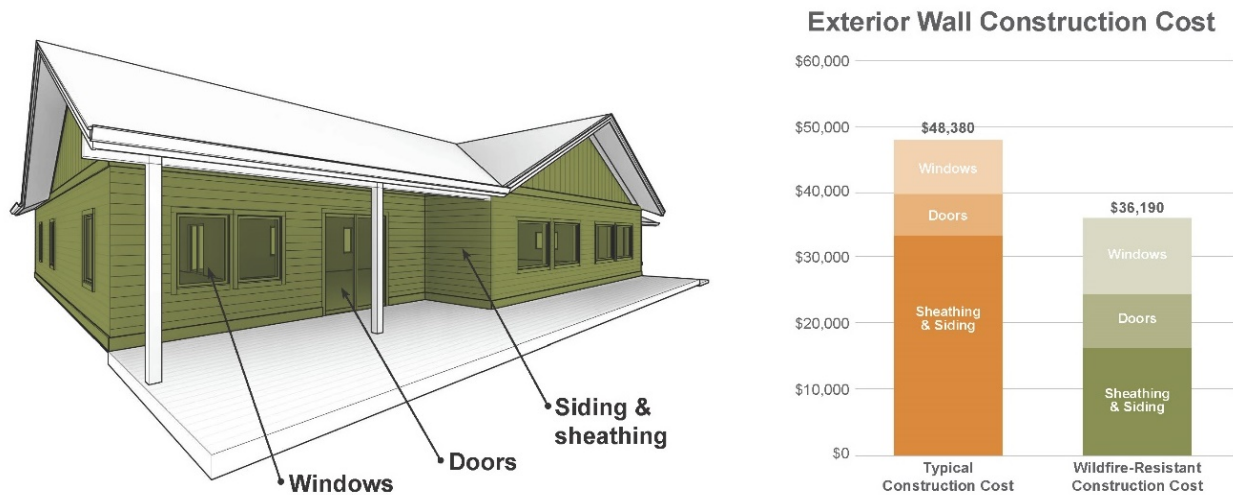 Windows
Doors
Siding &
sheathing
Exterior Wall Construction Cost
$60,000
$50,000
$40,000
$30,000
$20,000
$10,000
$0
$48,380
Windows
Doors
Sheathing
& Siding
Typical
Construction Cost
$36,190
Windows
Doors
Sheathing
& Siding
Wildfire-Resistant
Construction Cost